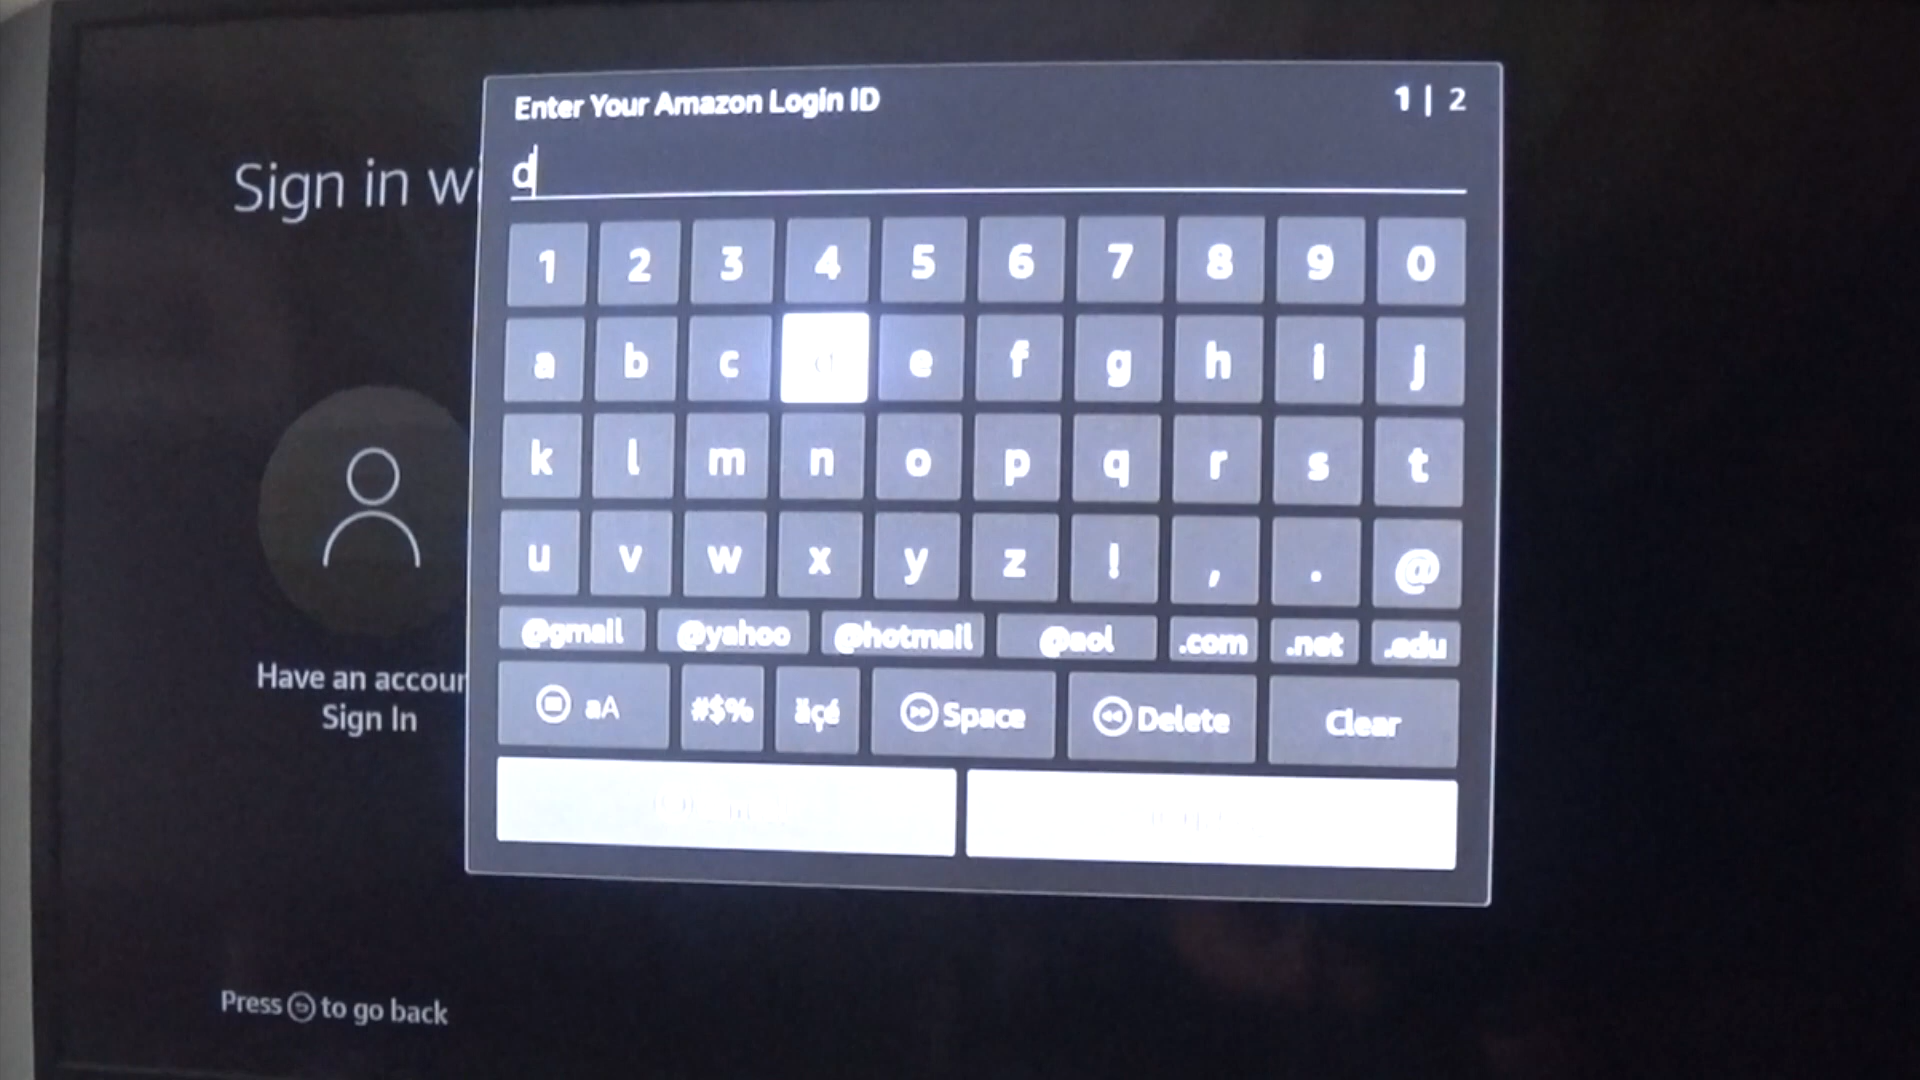 Enter Your Amazon Login ID
1 | 2
d
Sign in w
1 2 3 4 5 6 7 8 9 0
a b c d e f g h i j
k l m n o p q r s t
u v w x y z ! , . @
@gmail @yahoo @hotmail @aol .com .net .edu
aA #$% äçé Space Delete Clear
Have an accoun
Sign In
Press to go back